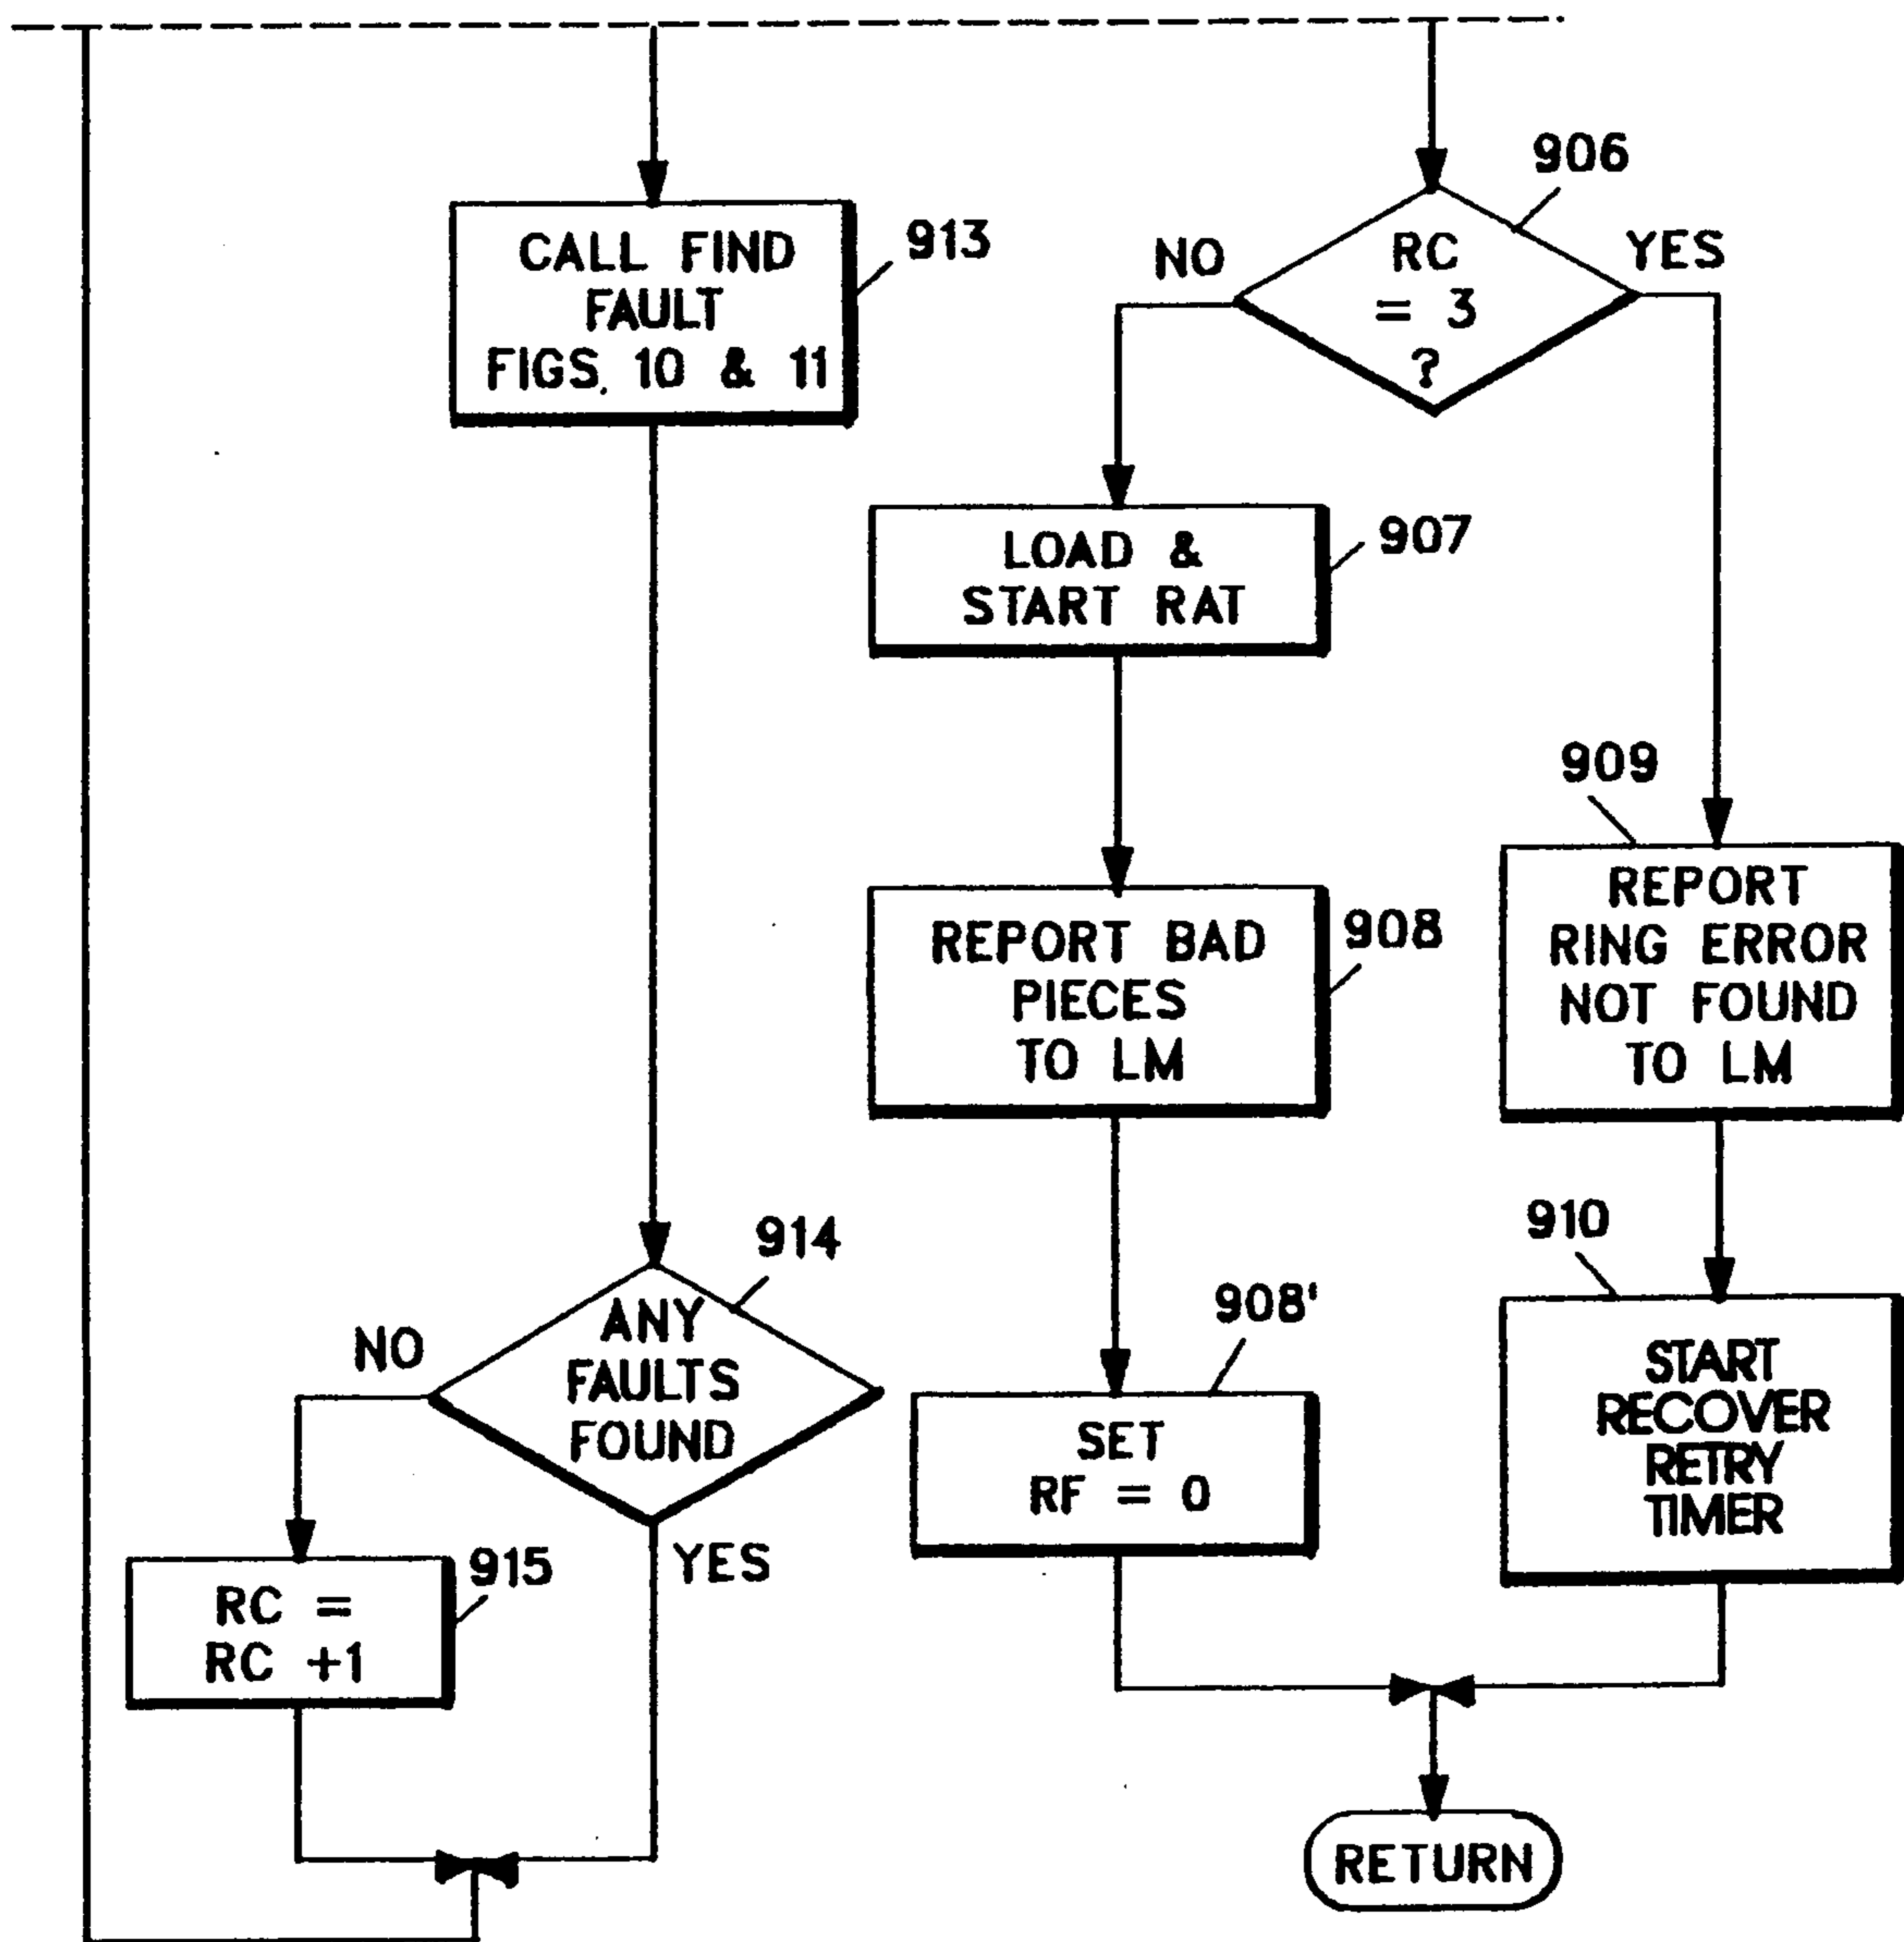 906
913
CALL FIND
FAULT
FIGS. 10 & 11
NO
RC
= 3
?
YES
907
LOAD &
START RAT
909
REPORT BAD
PIECES
TO LM
908
REPORT
RING ERROR
NOT FOUND
TO LM
914
ANY
FAULTS
FOUND
NO
YES
908'
SET
RF = 0
910
START
RECOVER
RETRY
TIMER
915
RC =
RC +1
RETURN